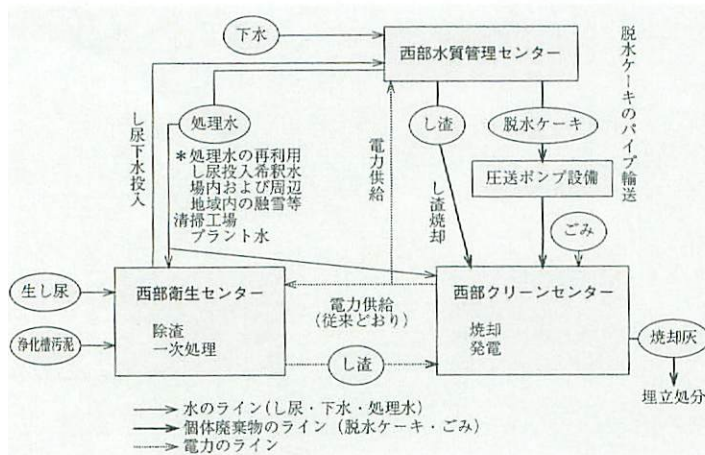 下水
西部水質管理センター
脱水ケーキのパイプ輸送
し尿下水投入
処理水
*処理水の再利用
し尿投入希釈水
場内および周辺
地域内の融雪等
清掃工場
プラント水
電力供給
し渣
脱水ケーキ
圧送ポンプ設備
し渣焼却
ごみ
生し尿
浄化槽汚泥
西部衛生センター
除渣
一次処理
電力供給
(従来どおり)
し渣
西部クリーンセンター
焼却
発電
焼却灰
埋立処分
水のライン(し尿・下水・処理水)
個体廃棄物のライン(脱水ケーキ・ごみ)
電力のライン